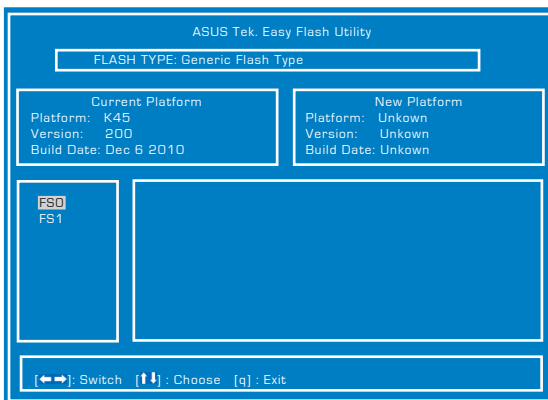 ASUS Tek. Easy Flash Utility
FLASH TYPE: Generic Flash Type
Current Platform
Platform: K45
Version: 200
Build Date: Dec 6 2010
New Platform
Platform: Unkown
Version: Unkown
Build Date: Unkown
FS0
FS1
[⬅➡]: Switch [⬆⬇] : Choose [q] : Exit